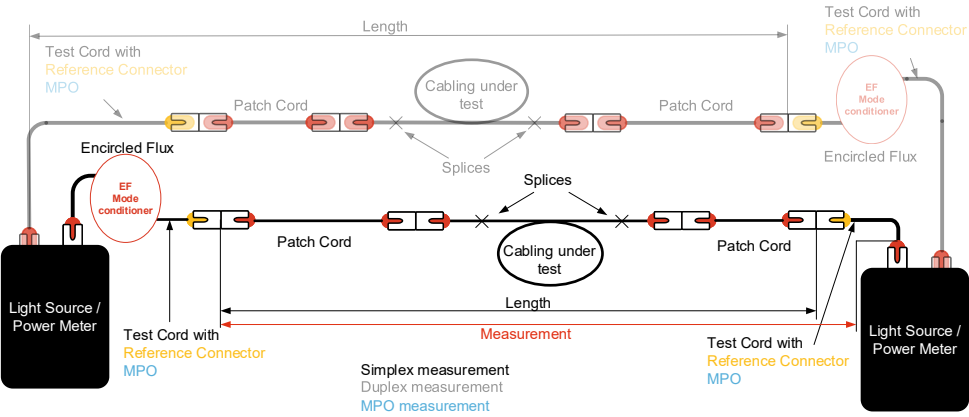 Length
Test Cord with
Reference Connector
MPO
Test Cord with
Reference Connector
MPO
Patch Cord
Cabling under
test
Patch Cord
EF
Mode
conditioner
Splices
Encircled Flux
Encircled Flux
EF
Mode
conditioner
Splices
Patch Cord
Cabling under
test
Patch Cord
Light Source /
Power Meter
Length
Light Source /
Power Meter
Measurement
Test Cord with
Reference Connector
MPO
Test Cord with
Reference Connector
MPO
Simplex measurement
Duplex measurement
MPO measurement